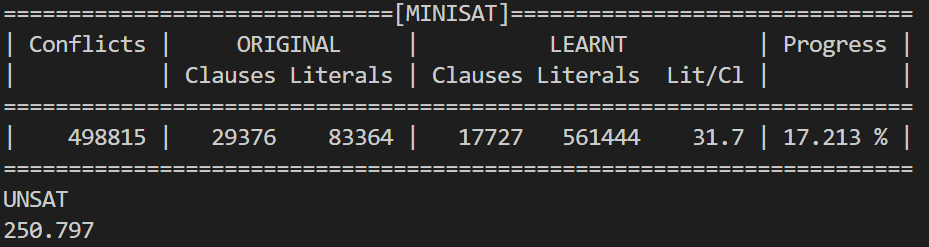 ==============================[MINISAT]===============================
| Conflicts |     ORIGINAL     |          LEARNT          | Progress |
|           | Clauses Literals | Clauses Literals  Lit/Cl |          |
======================================================================
|    498815 |   29376    83364 |   17727   561444    31.7 | 17.213 % |
======================================================================
UNSAT
250.797